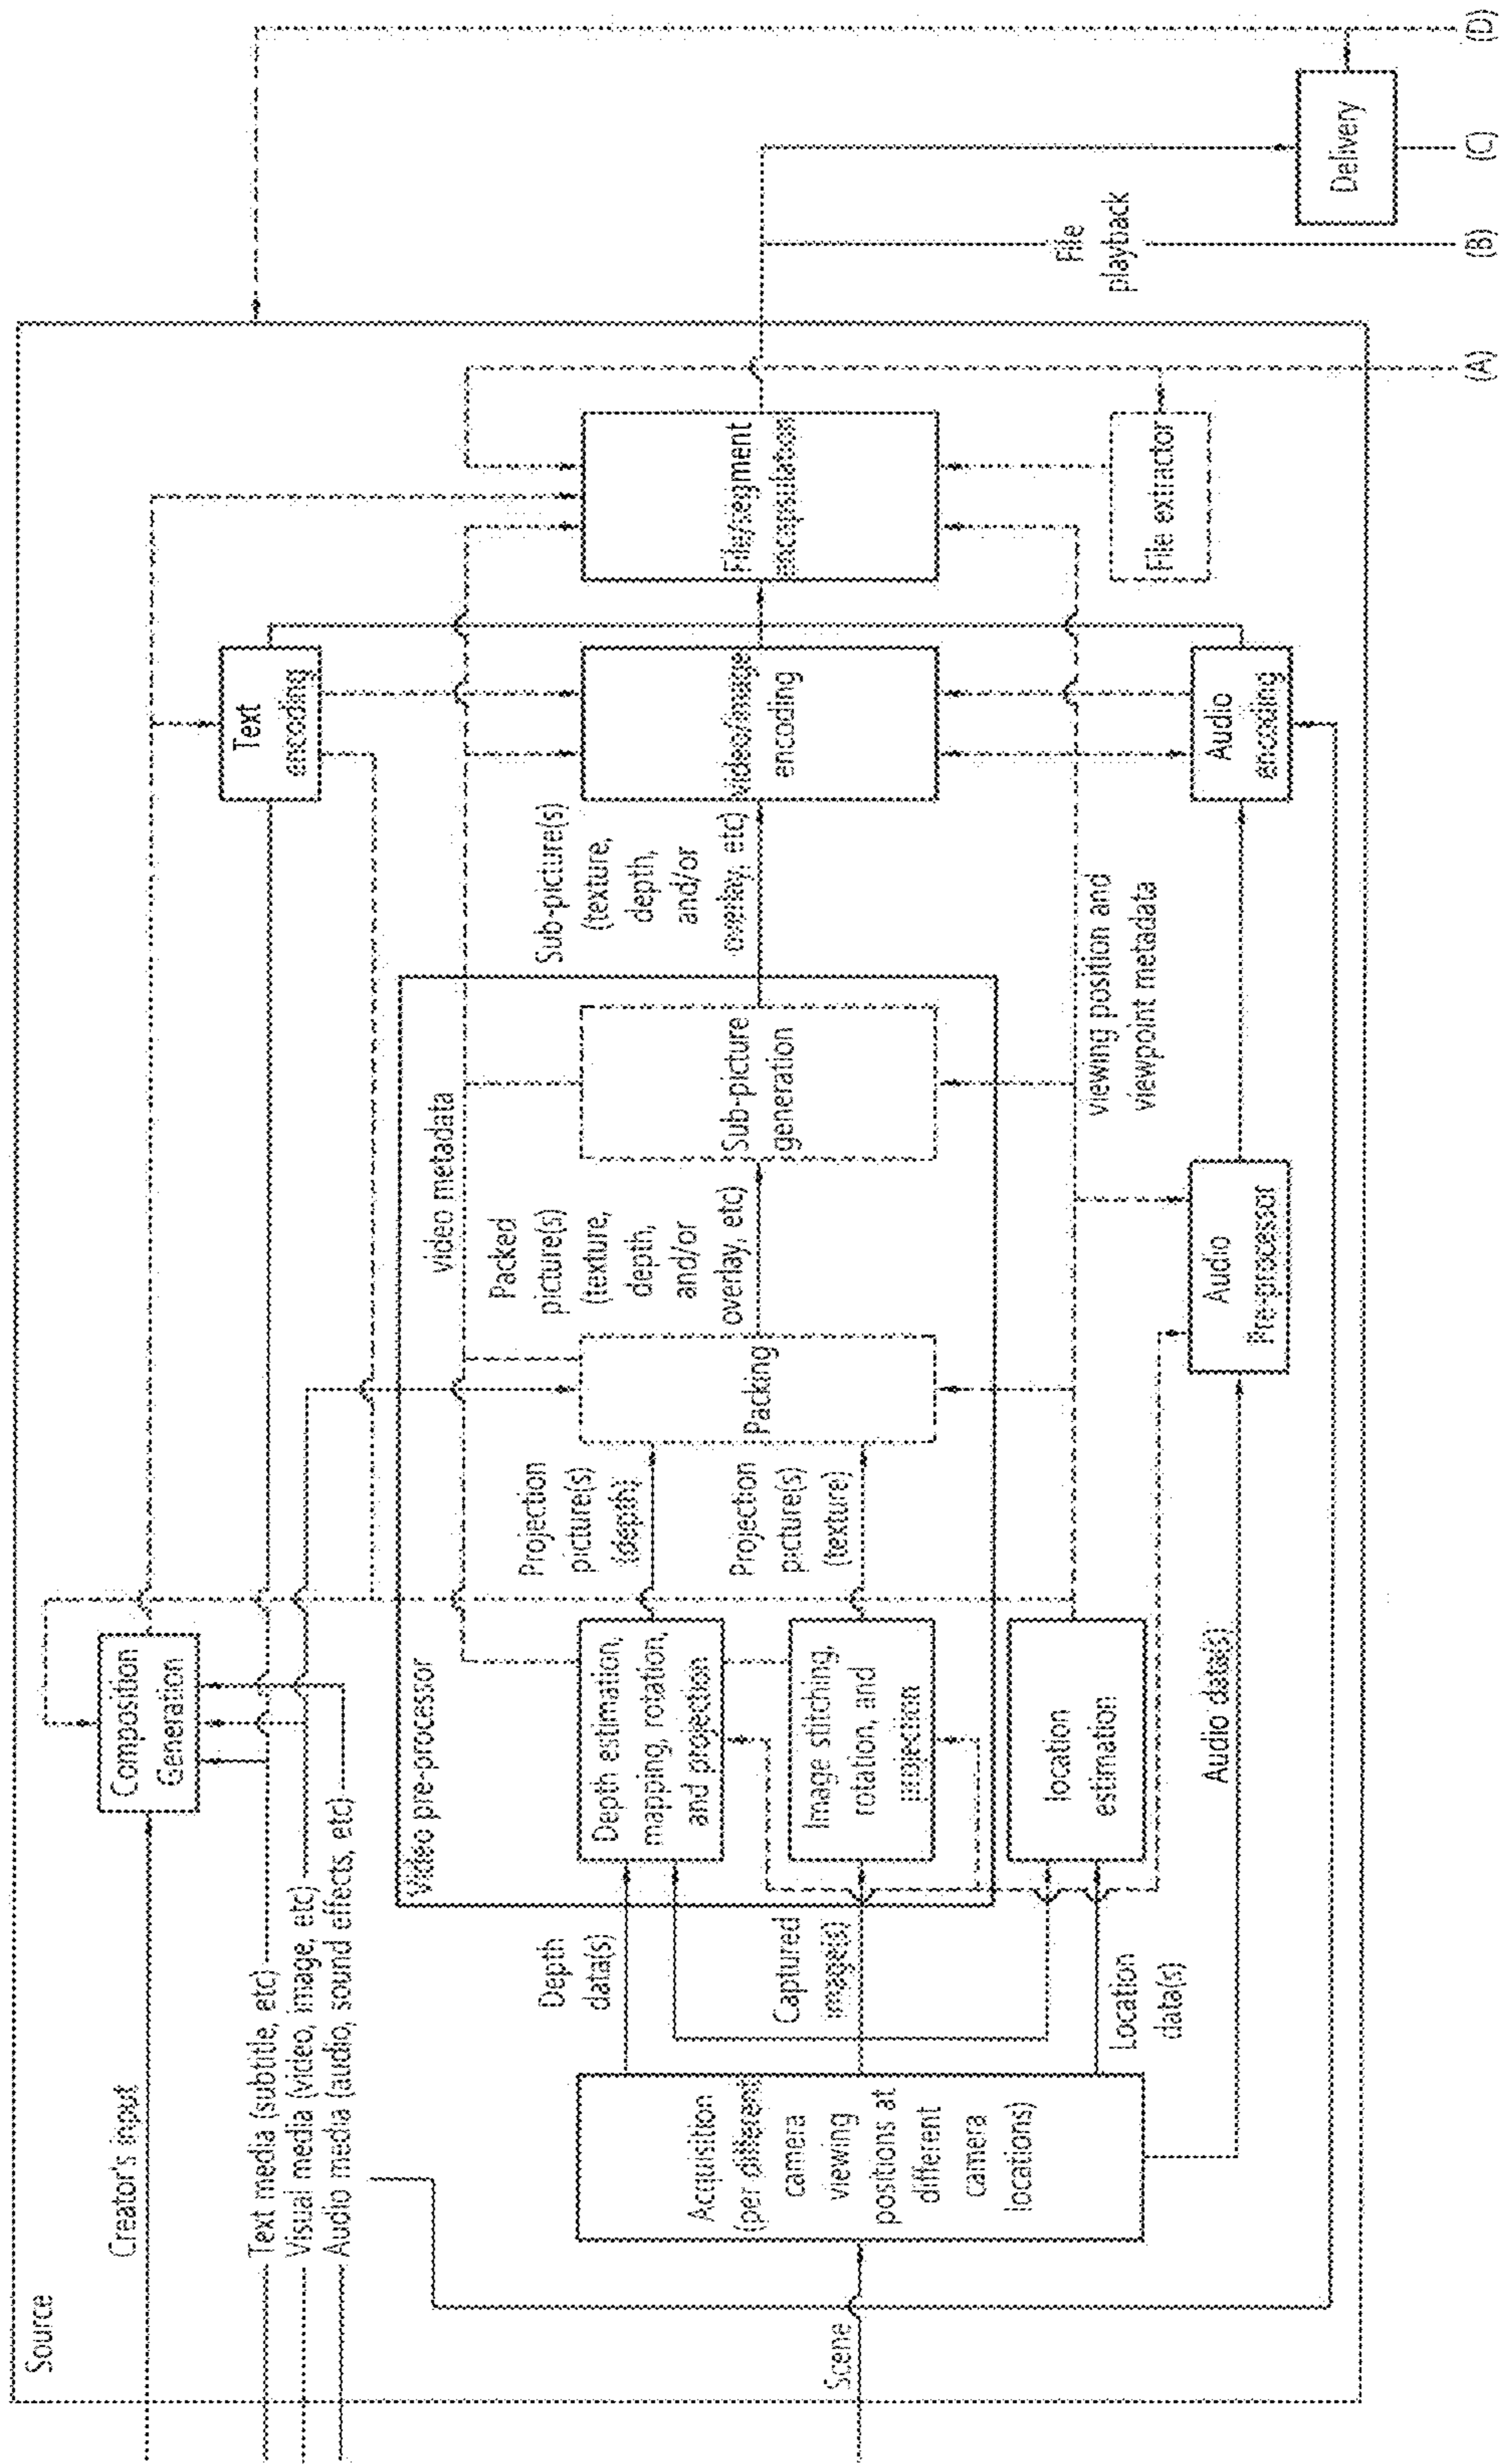 Source
Creator's input
Text media (subtitle, etc)
Visual media (video, image, etc)
Audio media (audio, sound effects, etc)
Scene
Composition
Generation
Acquisition
(per different
camera
viewing
positions at
different
camera
locations)
Depth
data(s)
Captured
image(s)
Location
data(s)
Audio data(s)
Video pre-processor
Depth estimation,
mapping, rotation,
and projection
Image stitching,
rotation, and
projection
location
estimation
Projection
picture(s)
(depth)
Projection
picture(s)
(texture)
Packing
video metadata
Packed
picture(s)
(texture,
depth,
and/or
overlay, etc)
Sub-picture
generation
Audio
Pre-processor
viewing position and
viewpoint metadata
Sub-picture(s)
(texture,
depth,
and/or
overlay, etc)
Text
encoding
video/image
encoding
Audio
encoding
File/segment
encapsulation
File extractor
File
playback
Delivery
(A)
(B)
(C)
(D)